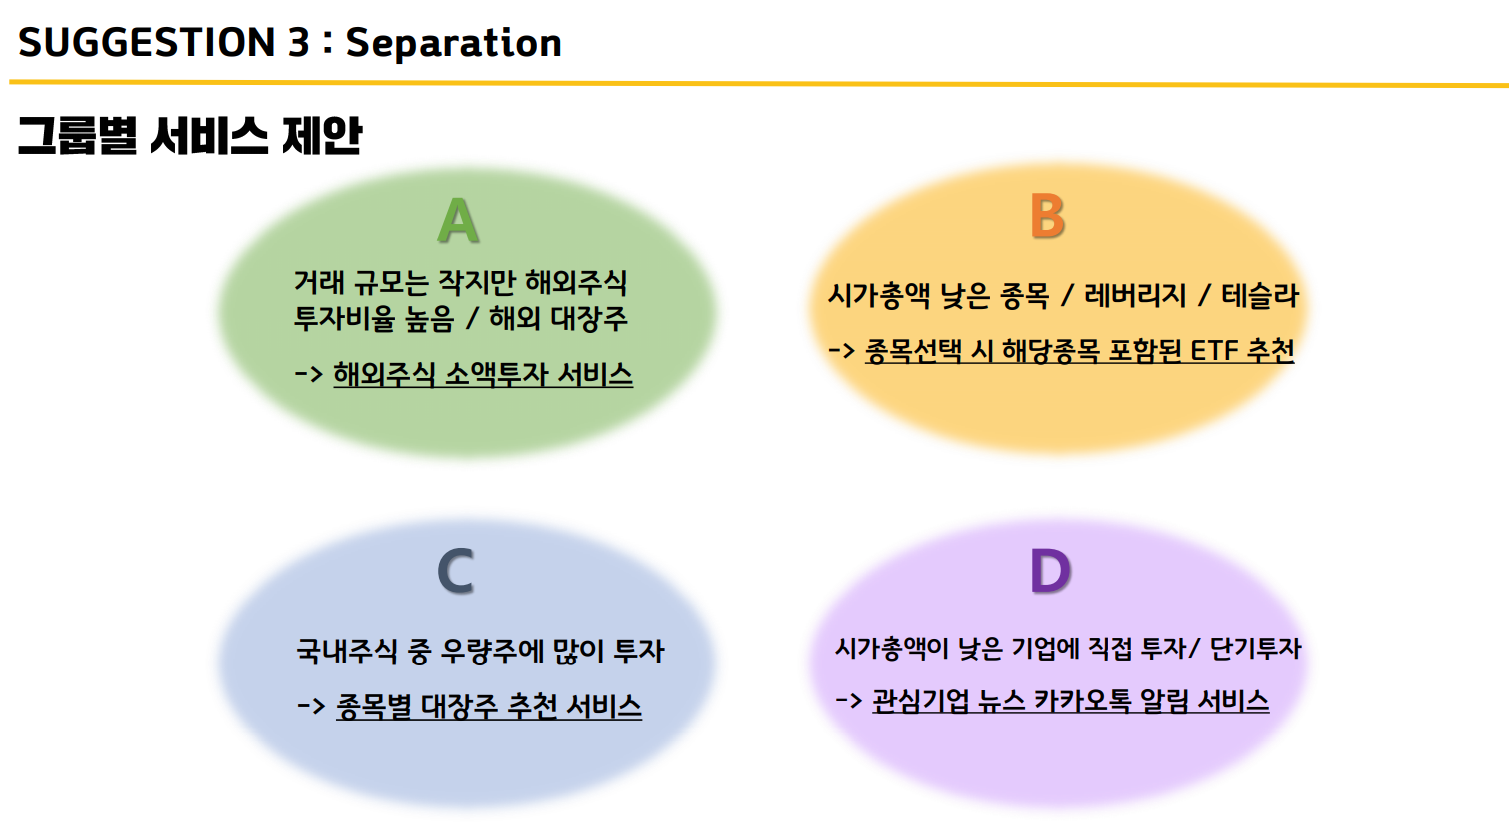 SUGGESTION 3 : Separation
그룹별 서비스 제안
A
거래 규모는 작지만 해외주식
투자비율 높음 / 해외 대장주
-> 해외주식 소액투자 서비스
B
시가총액 낮은 종목 / 레버리지 / 테슬라
-> 종목선택 시 해당종목 포함된 ETF 추천
C
국내주식 중 우량주에 많이 투자
-> 종목별 대장주 추천 서비스
D
시가총액이 낮은 기업에 직접 투자/ 단기투자
-> 관심기업 뉴스 카카오톡 알림 서비스